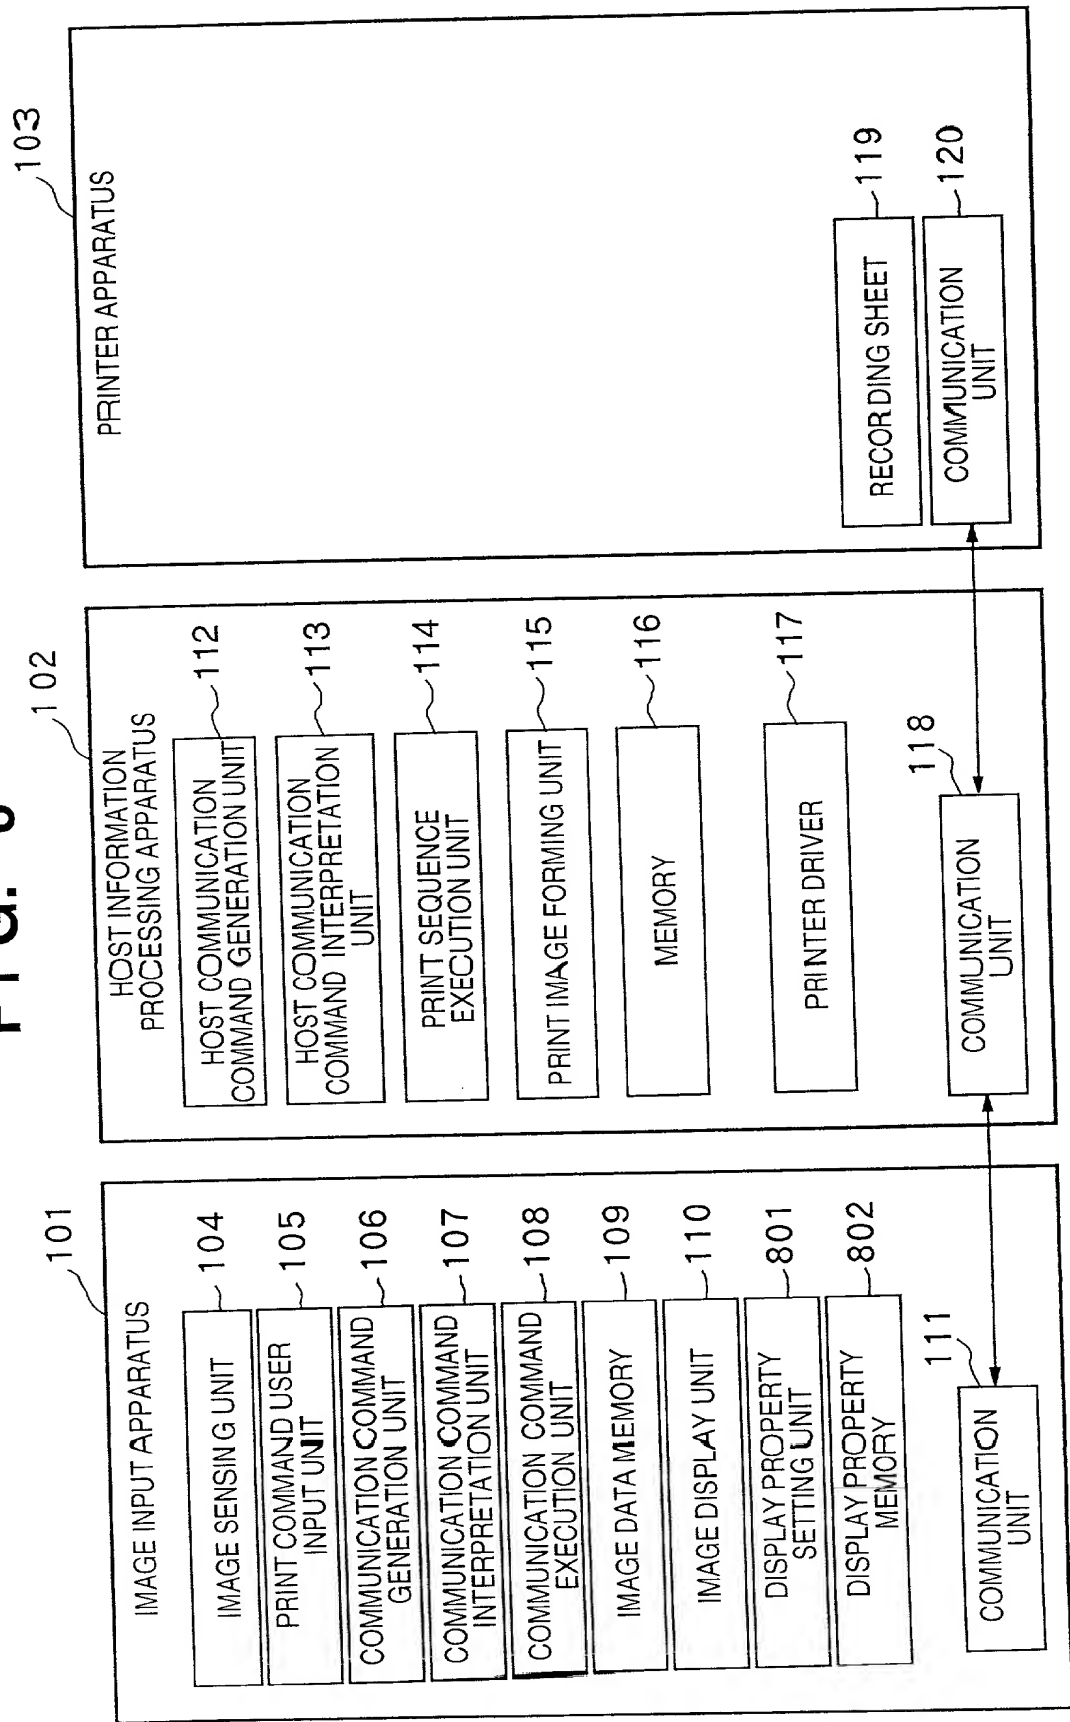 FIG.
101
IMAGE INPUT APPARATUS
IMAGE SENSING UNIT
104
PRINT COMMAND USER
INPUT UNIT
105
COMMUNICATION COMMAND
GENERATION UNIT
106
COMMUNICATION COMMAND
INTERPRETATION UNIT
107
COMMUNICATION COMMAND
EXECUTION UNIT
108
IMAGE DATA MEMORY
109
IMAGE DISPLAY UNIT
110
DISPLAY PROPERTY
SETTING UNIT
801
DISPLAY PROPERTY
MEMORY
802
111
COMMUNICATION
UNIT
102
HOST INFORMATION
PROCESSING APPARATUS
HOST COMMUNICATION
COMMAND GENERATION UNIT
112
HOST COMMUNICATION
COMMAND INTERPRETATION
UNIT
113
PRINT SEQUENCE
EXECUTION UNIT
114
PRINT IMAGE FORMING UNIT
115
MEMORY
116
PRINTER DRIVER
117
118
COMMUNICATION
UNIT
103
PRINTER APPARATUS
RECORDING SHEET
119
COMMUNICATION
UNIT
120